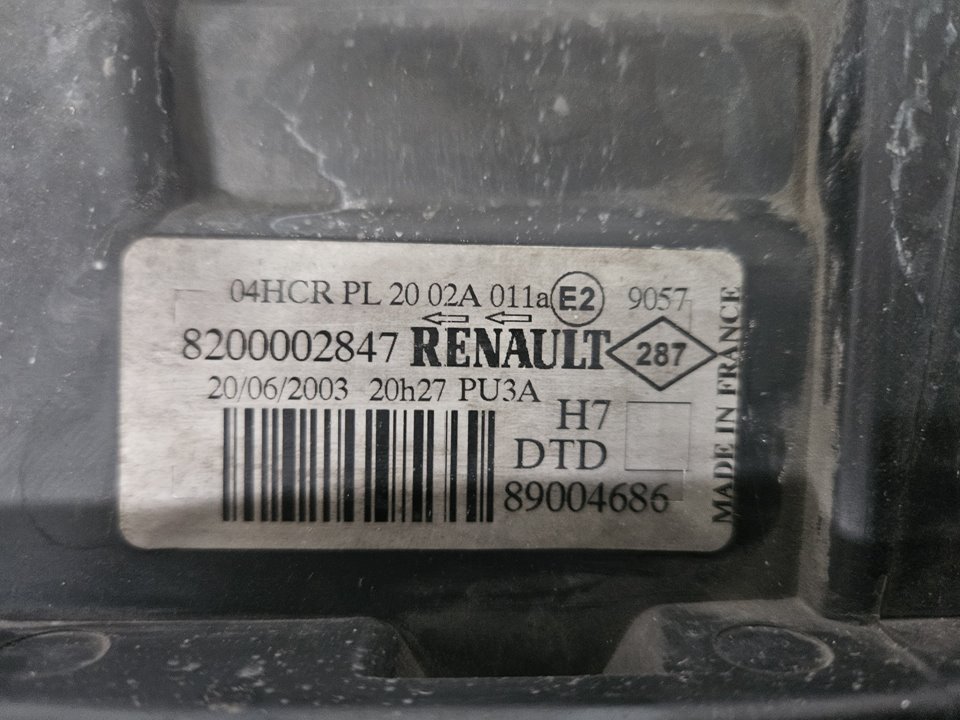 04HCR PL 20 02A 011a E2 9057
8200002847 RENAULT 287
20/06/2003 20h27 PU3A
H7
DTD
89004686
MADE IN FRANCE